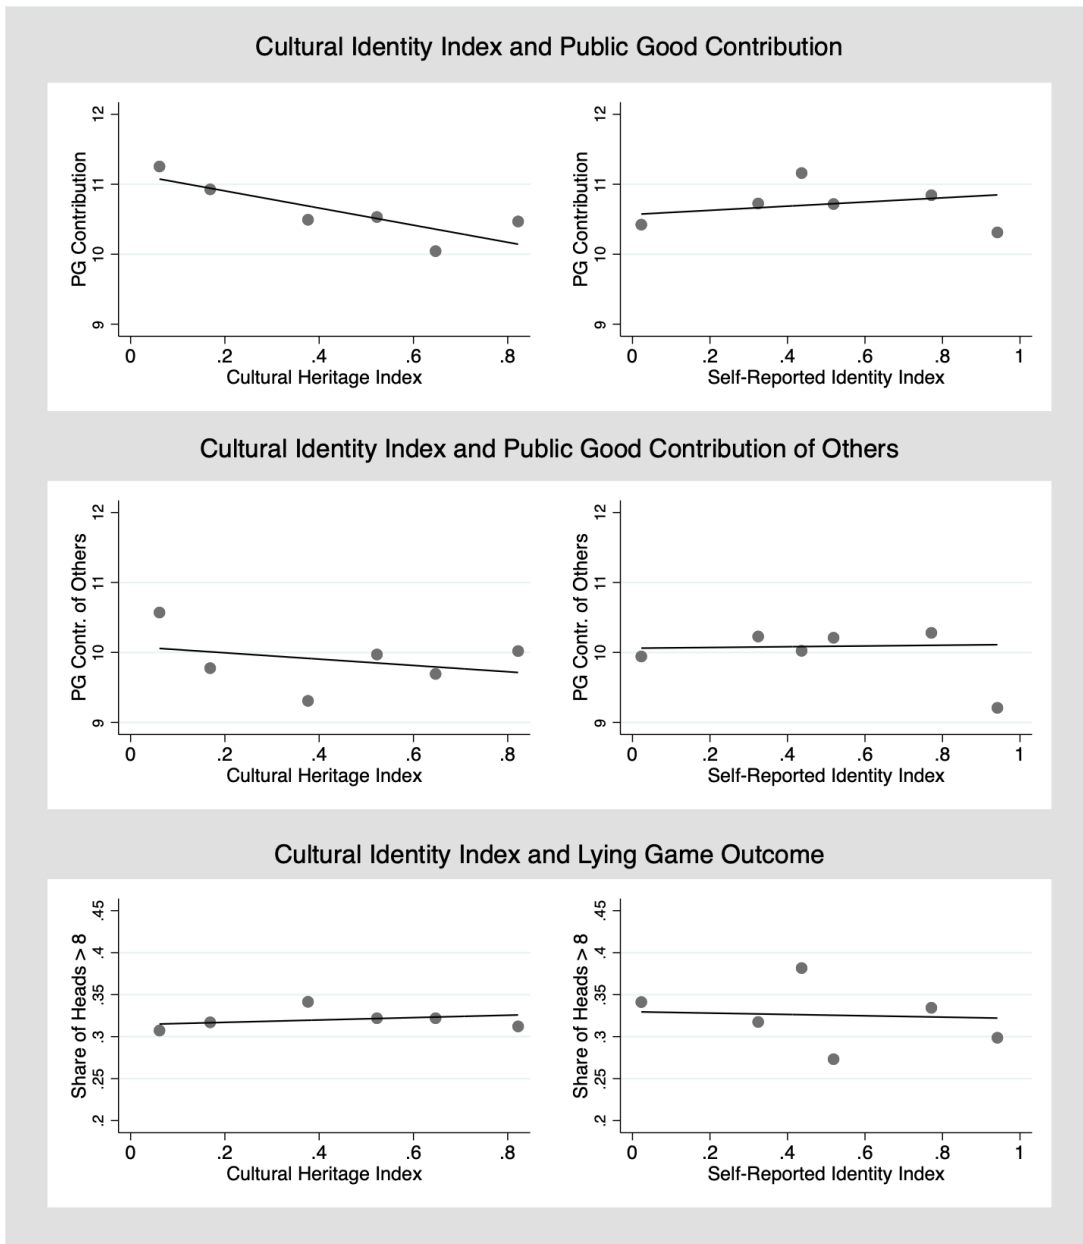 Cultural Identity Index and Public Good Contribution
PG Contribution
12
11
10
9
0 .2 .4 .6 .8
Cultural Heritage Index
PG Contribution
12
11
10
9
0 .2 .4 .6 .8 1
Self-Reported Identity Index
Cultural Identity Index and Public Good Contribution of Others
PG Contr. of Others
12
11
10
9
0 .2 .4 .6 .8
Cultural Heritage Index
PG Contr. of Others
12
11
10
9
0 .2 .4 .6 .8 1
Self-Reported Identity Index
Cultural Identity Index and Lying Game Outcome
Share of Heads > 8
.45
.4
.35
.3
.25
.2
0 .2 .4 .6 .8
Cultural Heritage Index
Share of Heads > 8
.45
.4
.35
.3
.25
.2
0 .2 .4 .6 .8 1
Self-Reported Identity Index